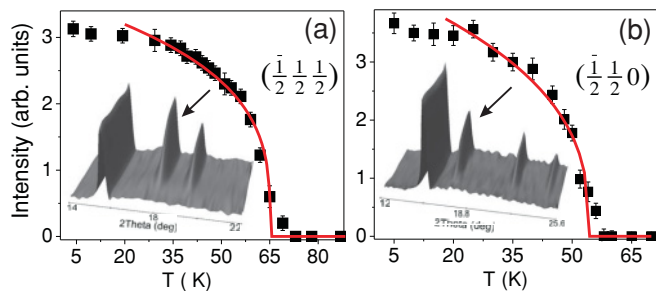 (a)
(b)
Intensity (arb. units)
3
2
1
0
(1̄/2 1/2 1/2)
14
18
22
2Theta (deg)
5 20 35 50 65 80
T ( K)
4
3
2
1
0
(1̄/2 1/2 0)
12
18.8
25.6
2Theta (deg)
5 20 35 50 65
T ( K)